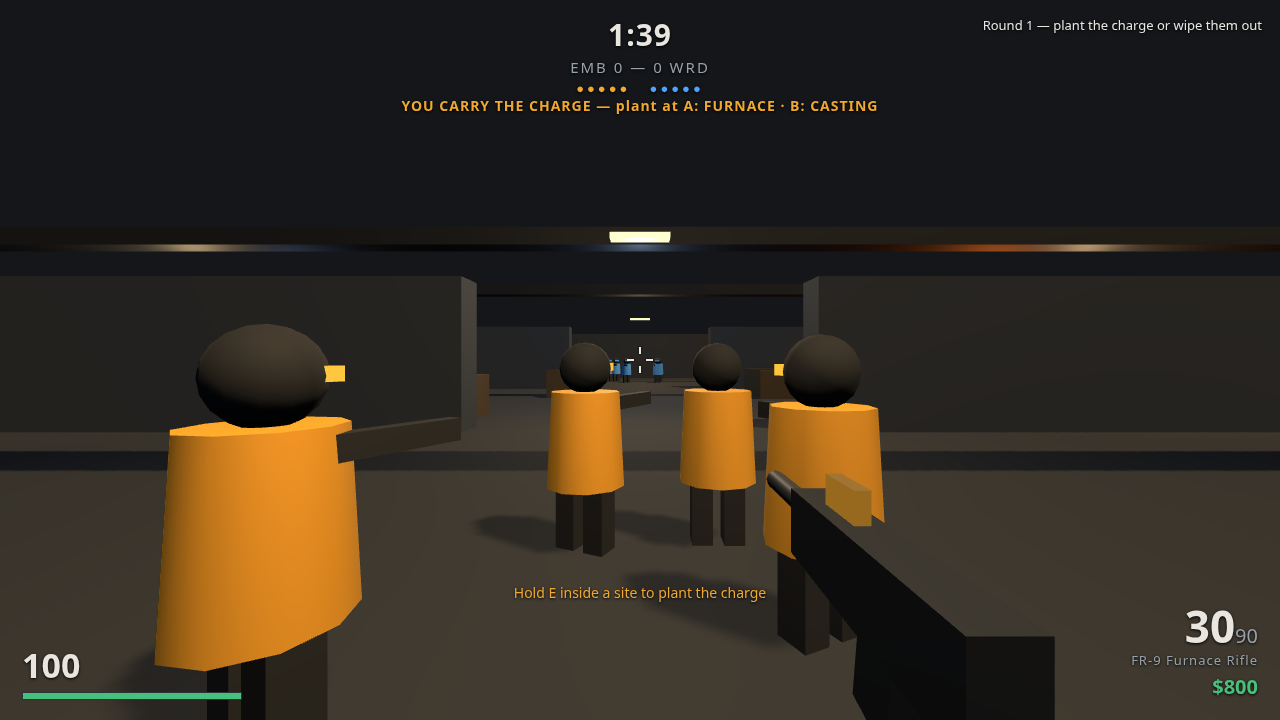 1:39
Round 1 — plant the charge or wipe them out
EMB 0 — 0 WRD
YOU CARRY THE CHARGE — plant at A: FURNACE · B: CASTING
Hold E inside a site to plant the charge
100
30 90
FR-9 Furnace Rifle
$800